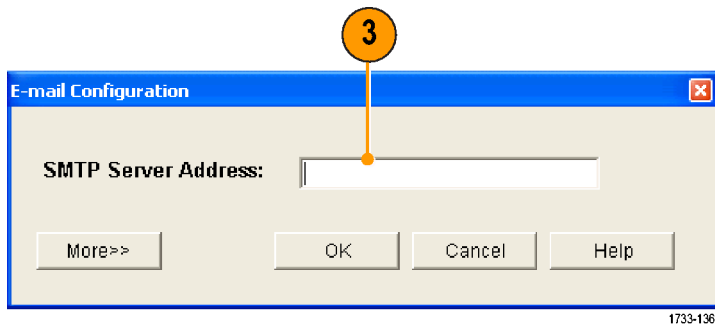 3
E-mail Configuration
SMTP Server Address:
More>> OK Cancel Help
1733-136